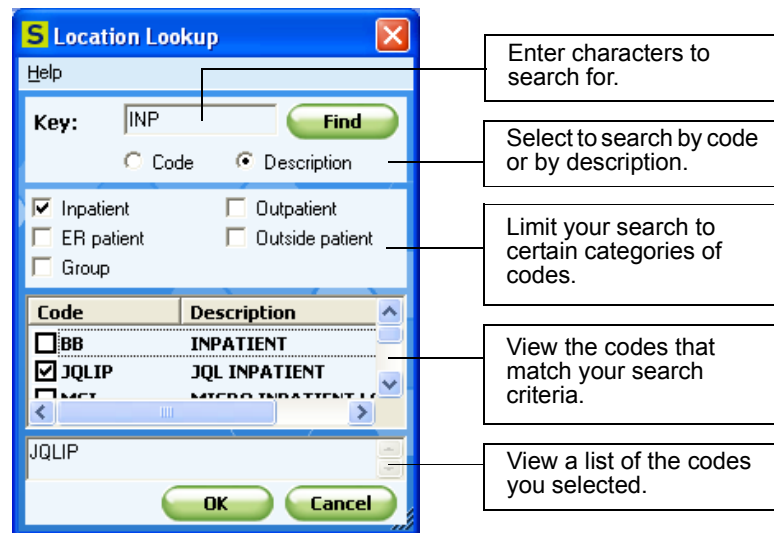 S Location Lookup
Help
Key: INP Find
Code Description
Inpatient Outpatient
ER patient Outside patient
Group
Code Description
BB INPATIENT
JQLIP JQL INPATIENT
MICRO INPATIENT
JQLIP
OK Cancel
Enter characters to
search for.
Select to search by code
or by description.
Limit your search to
certain categories of
codes.
View the codes that
match your search
criteria.
View a list of the codes
you selected.